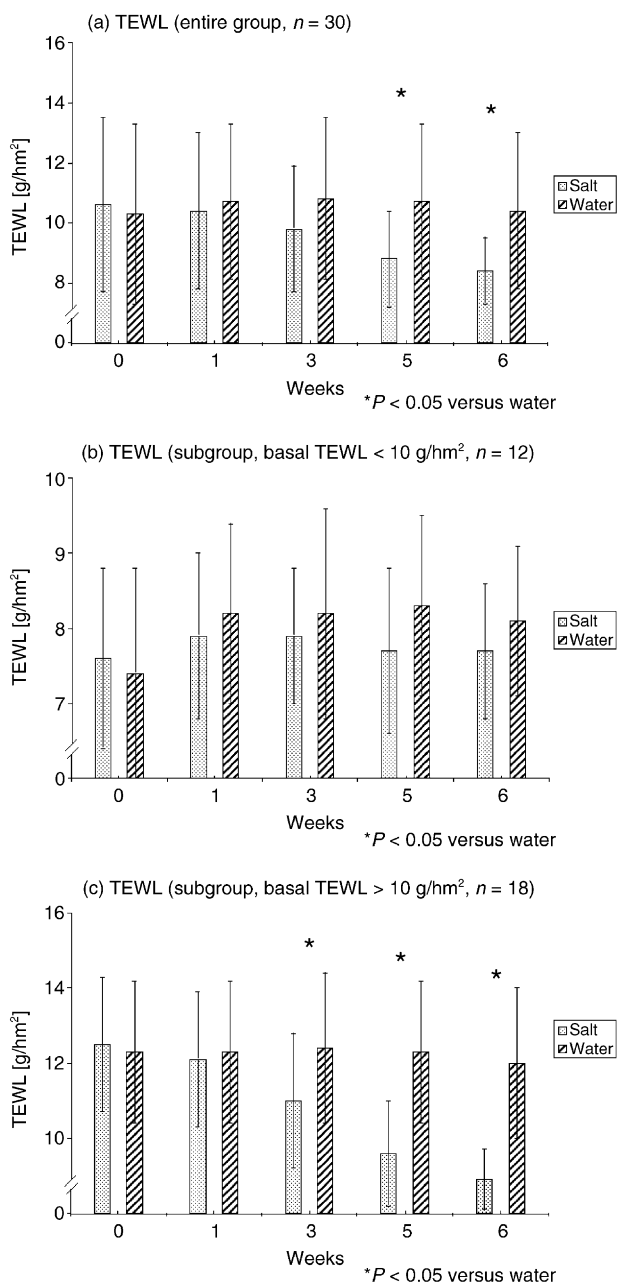 (a) TEWL (entire group, n = 30)
16
14
12
10
8
0
TEWL [g/hm²]
*
*
Salt
Water
0 1 3 5 6
Weeks
*P < 0.05 versus water
(b) TEWL (subgroup, basal TEWL < 10 g/hm², n = 12)
10
9
8
7
0
TEWL [g/hm²]
Salt
Water
0 1 3 5 6
Weeks
*P < 0.05 versus water
(c) TEWL (subgroup, basal TEWL > 10 g/hm², n = 18)
16
14
12
10
0
TEWL [g/hm²]
*
*
*
Salt
Water
0 1 3 5 6
Weeks
*P < 0.05 versus water